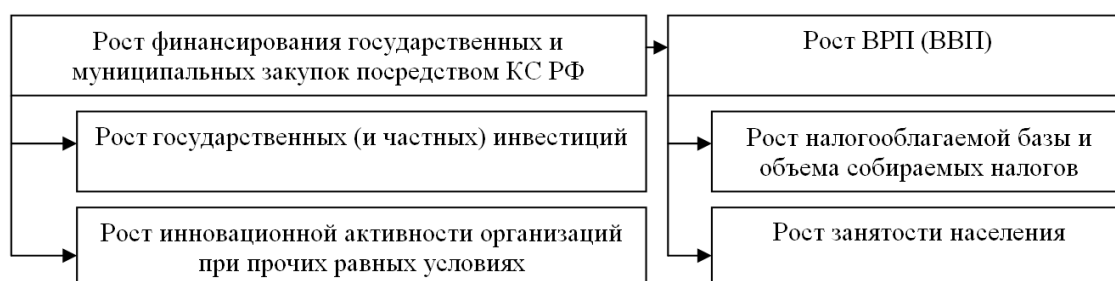 Рост финансирования государственных и
муниципальных закупок посредством КС РФ
Рост ВРП (ВВП)
Рост государственных (и частных) инвестиций
Рост налогооблагаемой базы и
объема собираемых налогов
Рост инновационной активности организаций
при прочих равных условиях
Рост занятости населения